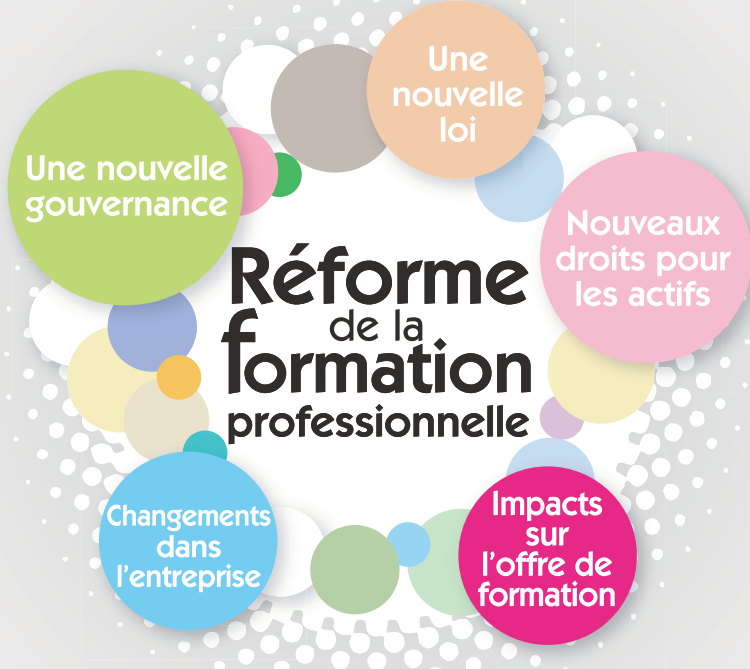 Une
nouvelle
loi
Une nouvelle
gouvernance
Nouveaux
droits pour
les actifs
Réforme
de la
formation
professionnelle
Changements
dans
l'entreprise
Impacts
sur
l'offre de
formation